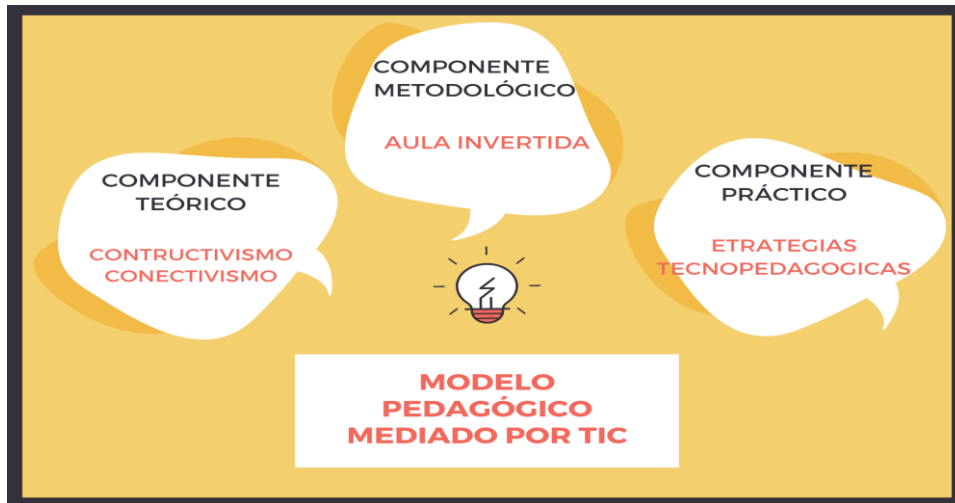 COMPONENTE
METODOLÓGICO
AULA INVERTIDA
COMPONENTE
TEÓRICO
CONTRUCTIVISMO
CONECTIVISMO
COMPONENTE
PRÁCTICO
ETRATEGIAS
TECNOPEDAGOGICAS
MODELO
PEDAGÓGICO
MEDIADO POR TIC